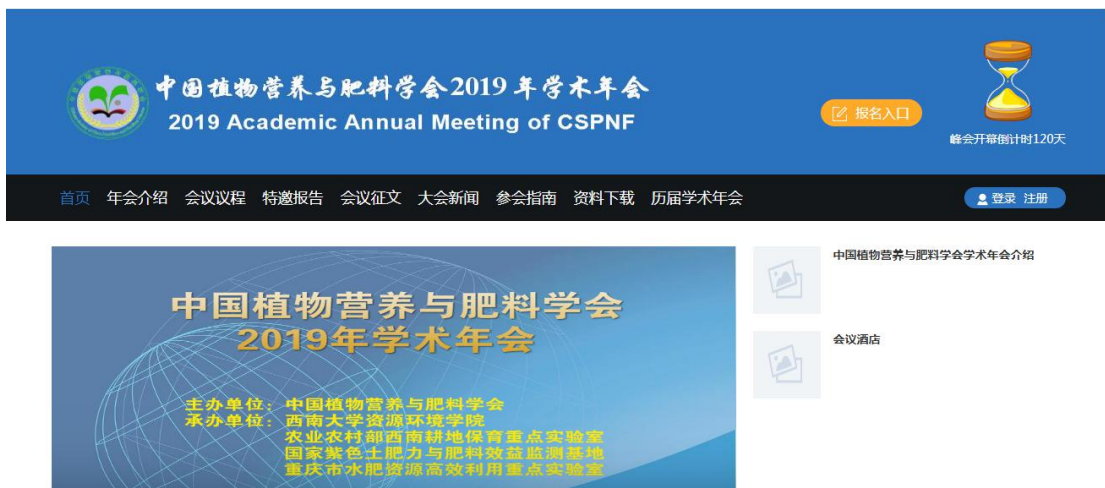 中国植物营养与肥料学会2019年学术年会
2019 Academic Annual Meeting of CSPNF
报名入口
峰会开幕倒计时120天
首页 年会介绍 会议议程 特邀报告 会议征文 大会新闻 参会指南 资料下载 历届学术年会
登录 注册
中国植物营养与肥料学会
2019年学术年会
主办单位：中国植物营养与肥料学会
承办单位：西南大学资源环境学院
农业农村部西南耕地保育重点实验室
国家紫色土肥力与肥料效益监测基地
重庆市水肥资源高效利用重点实验室
中国植物营养与肥料学会学术年会介绍
会议酒店